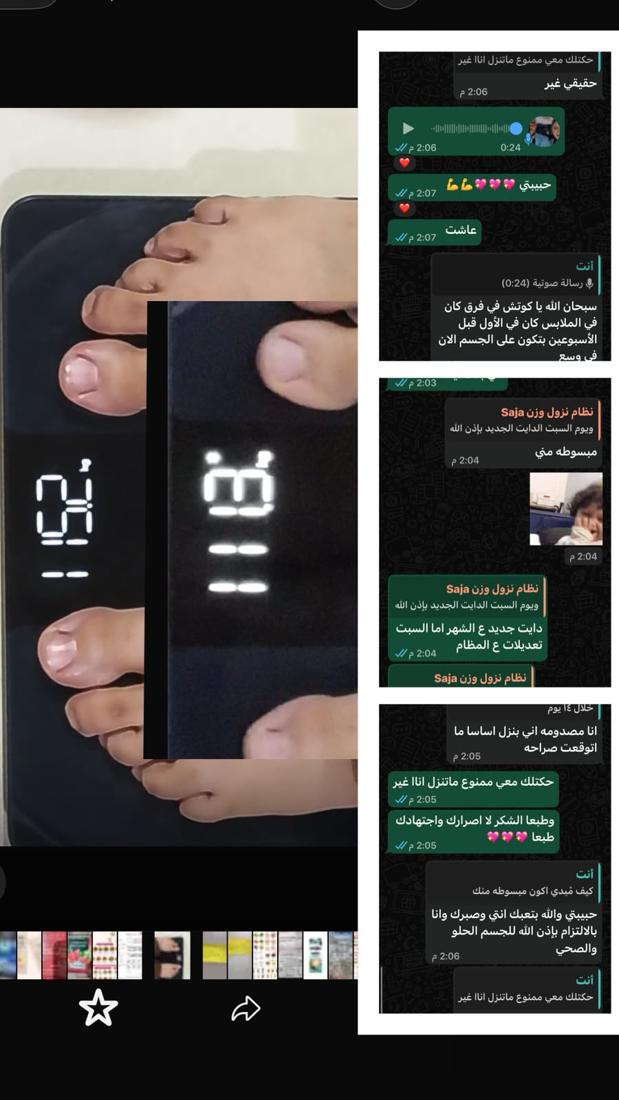 حكتلك معي ممنوع ماتنزل اناا غير
حقيقي غير
2:06 م
0:24
2:06 م
حبيبتي 💖💖💖💪💪
2:07 م
عاشت
2:07 م
أنت
رسالة صوتية (0:24)
سبحان الله يا كوتش في فرق كان
في الملابس كان في الأول قبل
الأسبوعين بتكون على الجسم الان
في وسع
2:03 م
نظام نزول وزن Saja
ويوم السبت الدايت الجديد بإذن الله
مبسوطه مني
2:04 م
2:04 م
نظام نزول وزن Saja
ويوم السبت الدايت الجديد بإذن الله
دايت جديد ع الشهر اما السبت
تعديلات ع المظام
2:04 م
نظام نزول وزن Saja
خلال ١٤ يوم
انا مصدومه اني بنزل اساسا ما
اتوقعت صراحه
2:05 م
حكتلك معي ممنوع ماتنزل اناا غير
2:05 م
وطبعا الشكر لا اصرارك واجتهادك
طبعا 💖💖💖
2:05 م
أنت
كيف مُبدي اكون مبسوطه منك
حبيبتي والله بتعبك انتي وصبرك وانا
بالالتزام بإذن الله للجسم الحلو
والصحي
2:06 م
أنت
حكتلك معي ممنوع ماتنزل اناا غير